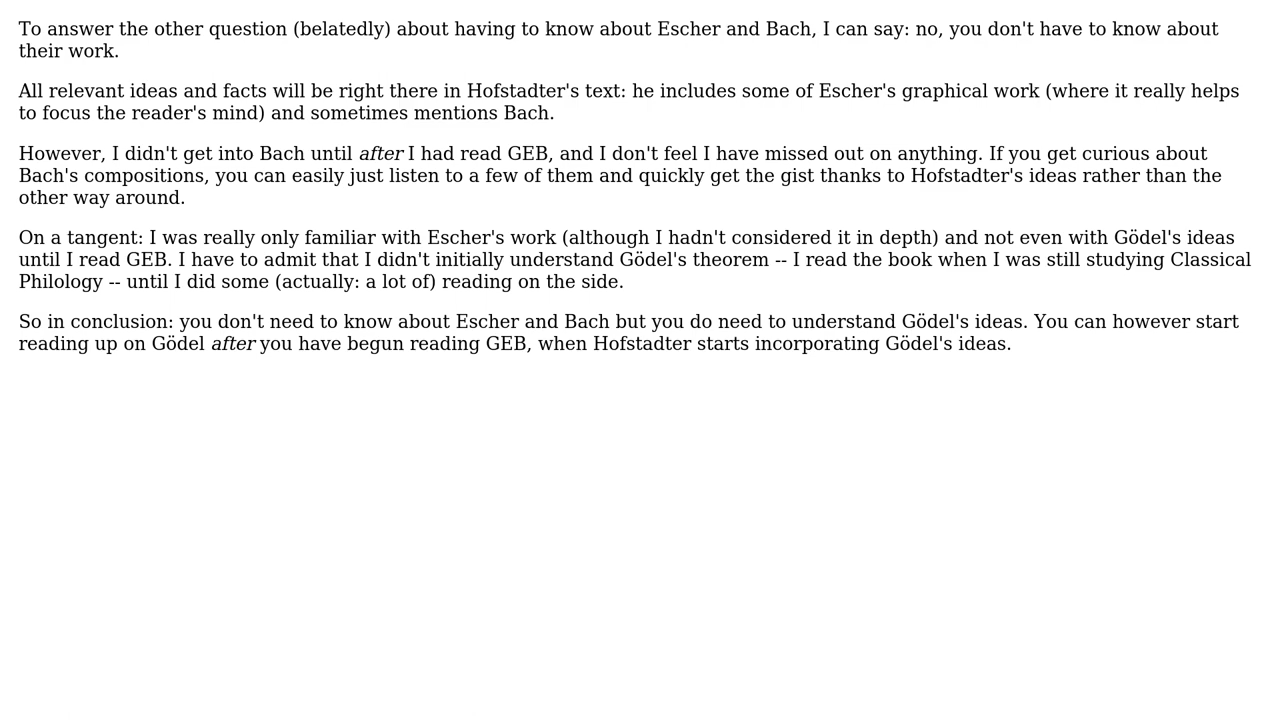 To answer the other question (belatedly) about having to know about Escher and Bach, I can say: no, you don't have to know about
their work.
All relevant ideas and facts will be right there in Hofstadter's text: he includes some of Escher's graphical work (where it really helps
to focus the reader's mind) and sometimes mentions Bach.
However, I didn't get into Bach until after I had read GEB, and I don't feel I have missed out on anything. If you get curious about
Bach's compositions, you can easily just listen to a few of them and quickly get the gist thanks to Hofstadter's ideas rather than the
other way around.
On a tangent: I was really only familiar with Escher's work (although I hadn't considered it in depth) and not even with Gödel's ideas
until I read GEB. I have to admit that I didn't initially understand Gödel's theorem -- I read the book when I was still studying Classical
Philology -- until I did some (actually: a lot of) reading on the side.
So in conclusion: you don't need to know about Escher and Bach but you do need to understand Gödel's ideas. You can however start
reading up on Gödel after you have begun reading GEB, when Hofstadter starts incorporating Gödel's ideas.